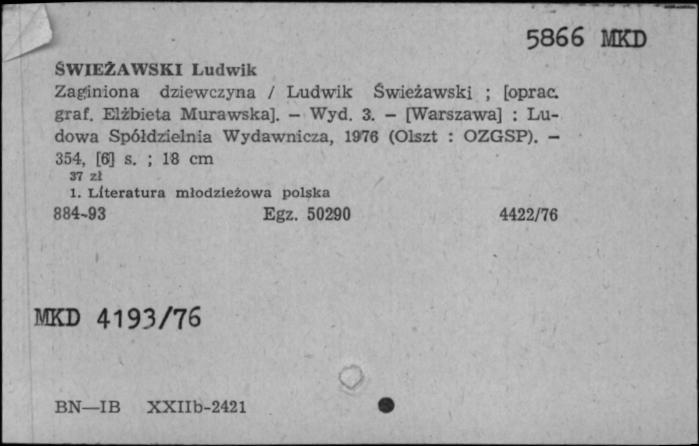 5866 MKD
ŚWIEŻAWSKI Ludwik
Zaginiona dziewczyna / Ludwik Świeżawski ; [oprac.
graf. Elżbieta Murawska]. — Wyd. 3. — [Warszawa] : Lu-
dowa Spółdzielnia Wydawnicza, 1976 (Olszt : OZGSP). —
354, [6] s. ; 18 cm
37 zł
1. Literatura młodzieżowa polska
884-93 Egz. 50290 4422/76
MKD 4193/76
BN—IB XXIIb-2421